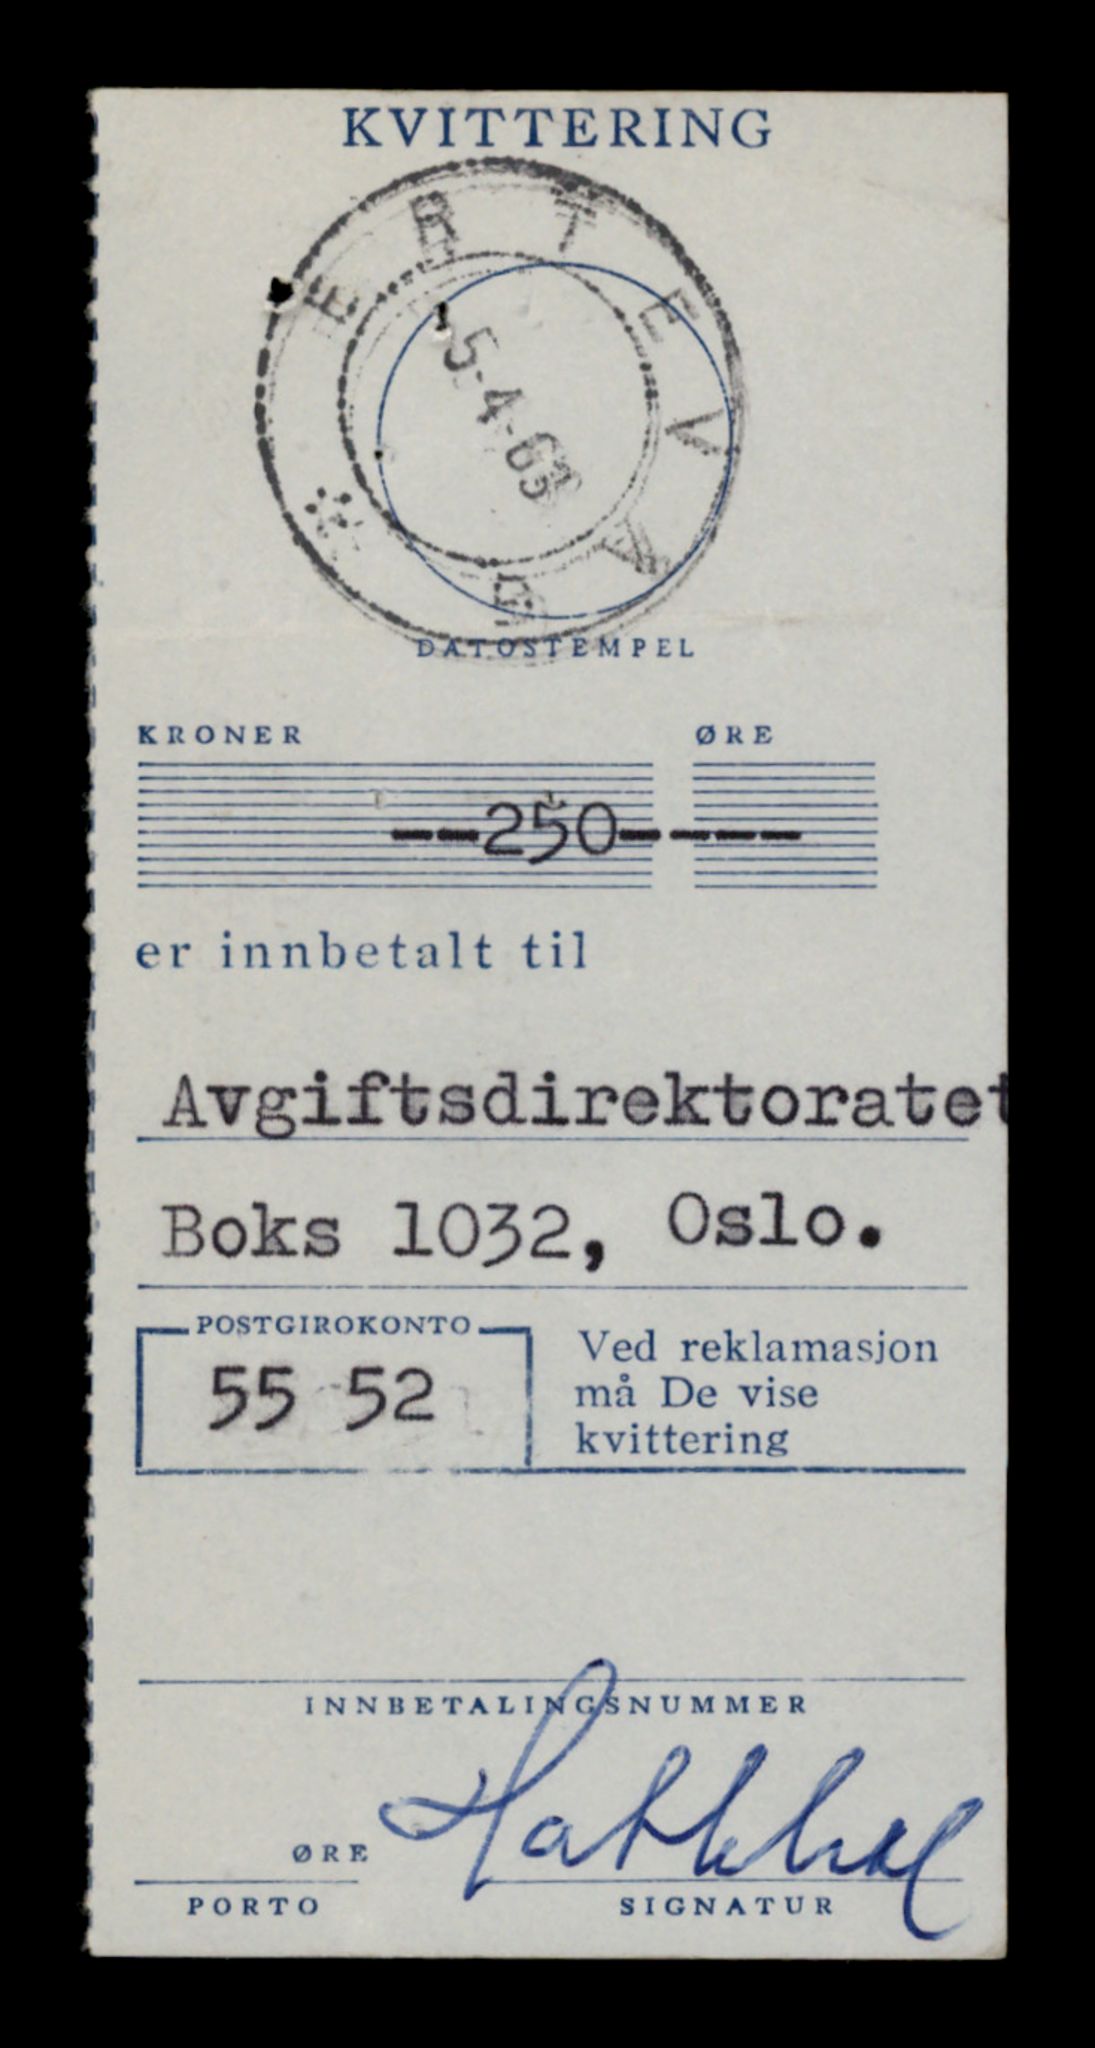 KVITTERING
ERTEVÅG
5-4-63
DATOSTEMPEL
KRONER ØRE
--250----
er innbetalt til
Avgiftsdirektoratet
Boks 1032, Oslo.
POSTGIROKONTO
55 52
Ved reklamasjon
må De vise
kvittering
INNBETALINGSNUMMER
ØRE
PORTO
SIGNATUR